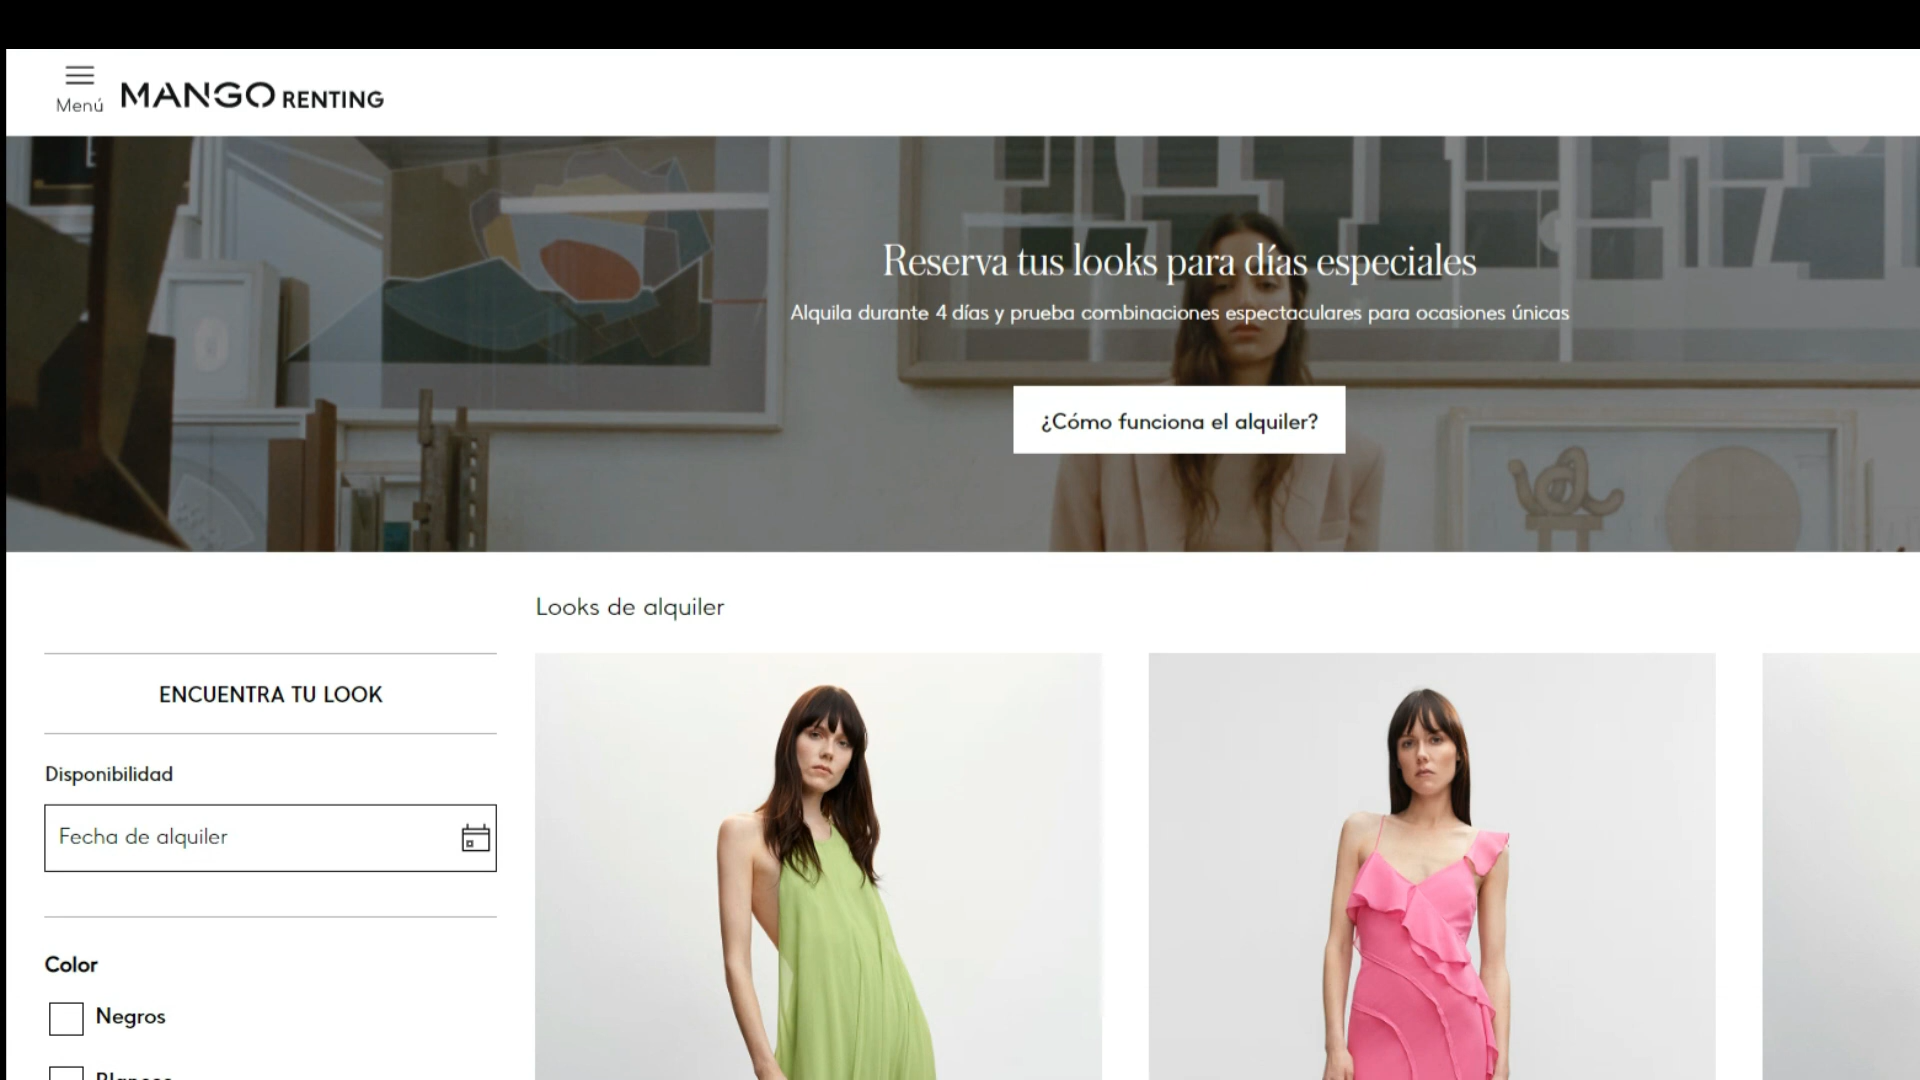 Menú
MANGO RENTING
Reserva tus looks para días especiales
Alquila durante 4 días y prueba combinaciones espectaculares para ocasiones únicas
¿Cómo funciona el alquiler?
Looks de alquiler
ENCUENTRA TU LOOK
Disponibilidad
Fecha de alquiler
Color
Negros